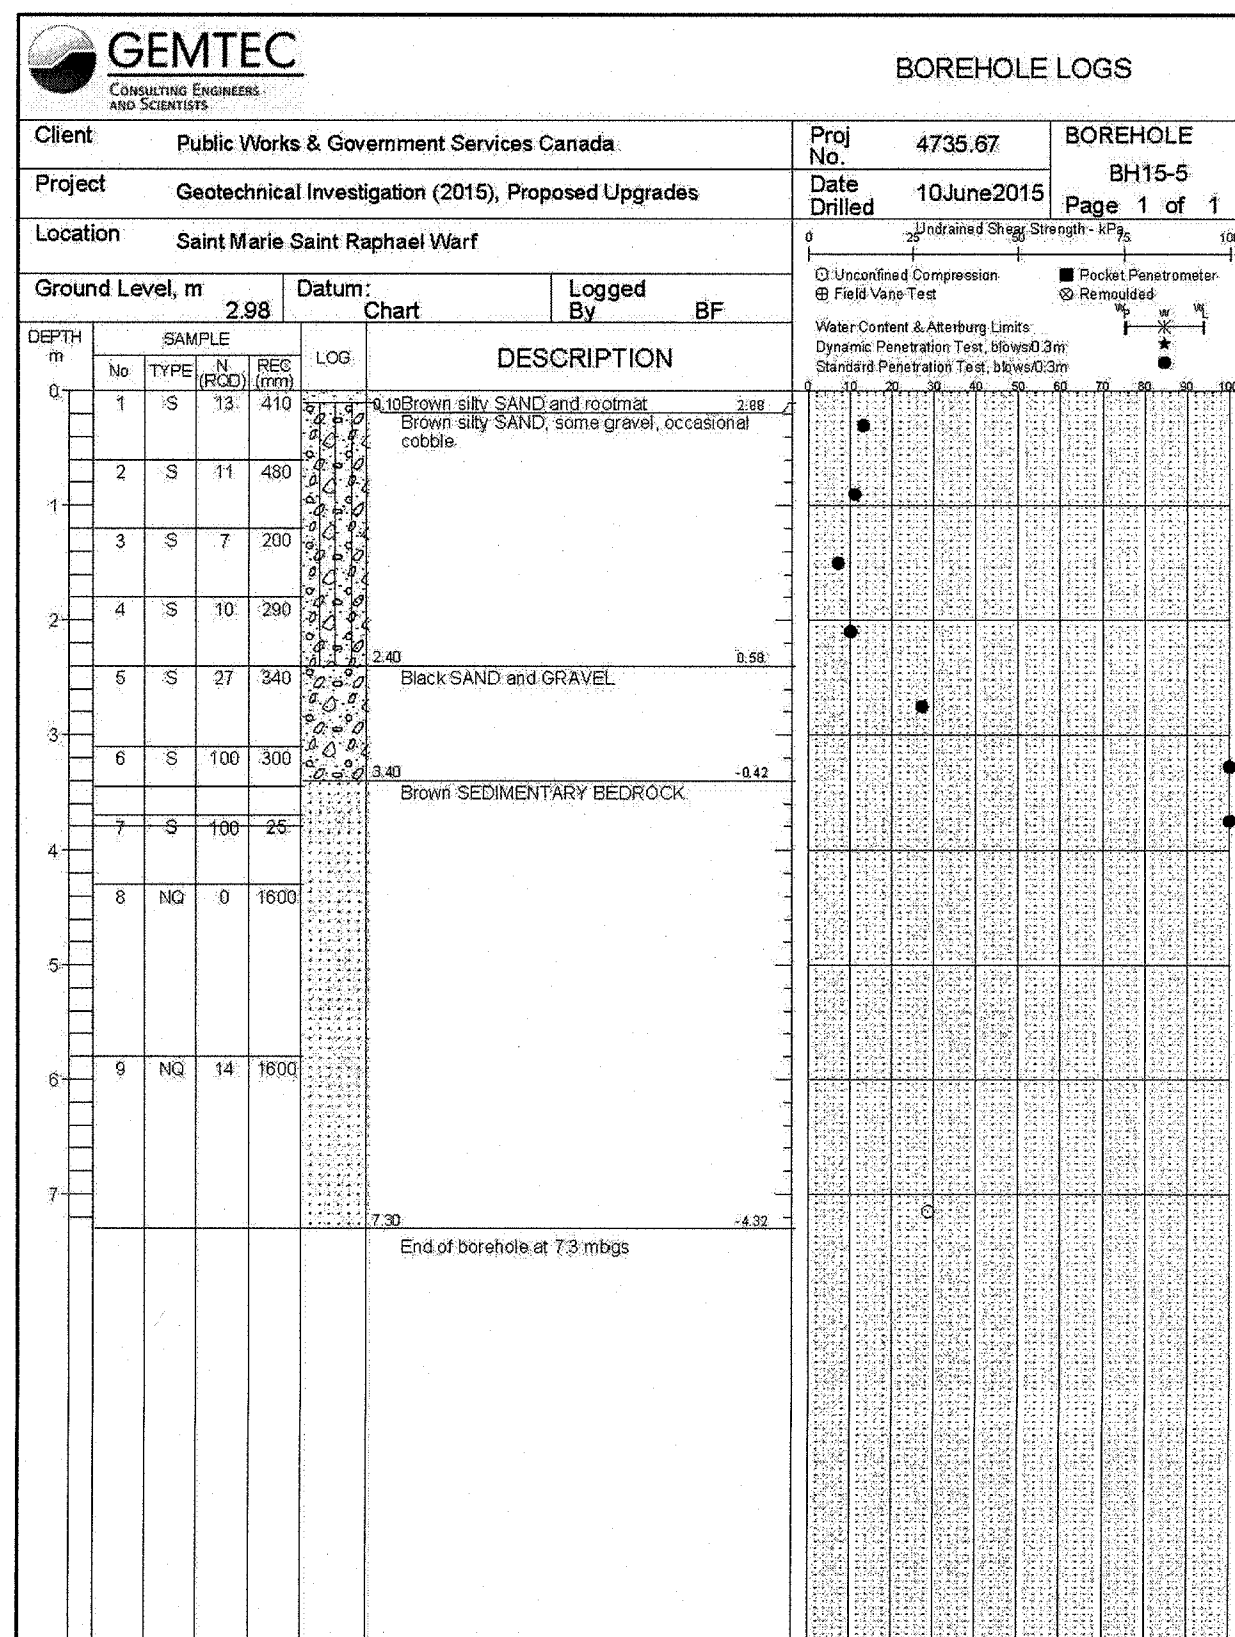 GEMTEC
CONSULTING ENGINEERS
AND SCIENTISTS
BOREHOLE LOGS
Client Public Works & Government Services Canada
Proj No. 4735.67
BOREHOLE
BH15-5
Page 1 of 1
Project Geotechnical Investigation (2015), Proposed Upgrades
Date Drilled 10June2015
Location Saint Marie Saint Raphael Warf
Undrained Shear Strength - kPa
0 25 50 75 100
Unconfined Compression
Pocket Penetrometer
Field Vane Test
Remoulded
Ground Level, m 2.98
Datum: Chart
Logged By BF
Wp W WL
Water Content & Atterburg Limits
Dynamic Penetration Test, blows/0.3m
Standard Penetration Test, blows/0.3m
DEPTH m
SAMPLE
No TYPE N (RQD) REC (mm)
LOG
DESCRIPTION
0 10 20 30 40 50 60 70 80 90 100
0
1 S 13 410
0.10 Brown silty SAND and rootmat 2.88
Brown silty SAND, some gravel, occasional
cobble
2 S 11 480
1
3 S 7 200
4 S 10 290
2
2.40 0.58
5 S 27 340
Black SAND and GRAVEL
3
6 S 100 300
3.40 -0.42
Brown SEDIMENTARY BEDROCK
7 S 100 25
4
8 NQ 0 1600
5
9 NQ 14 1600
6
7
7.30 -4.32
End of borehole at 7.3 mbgs